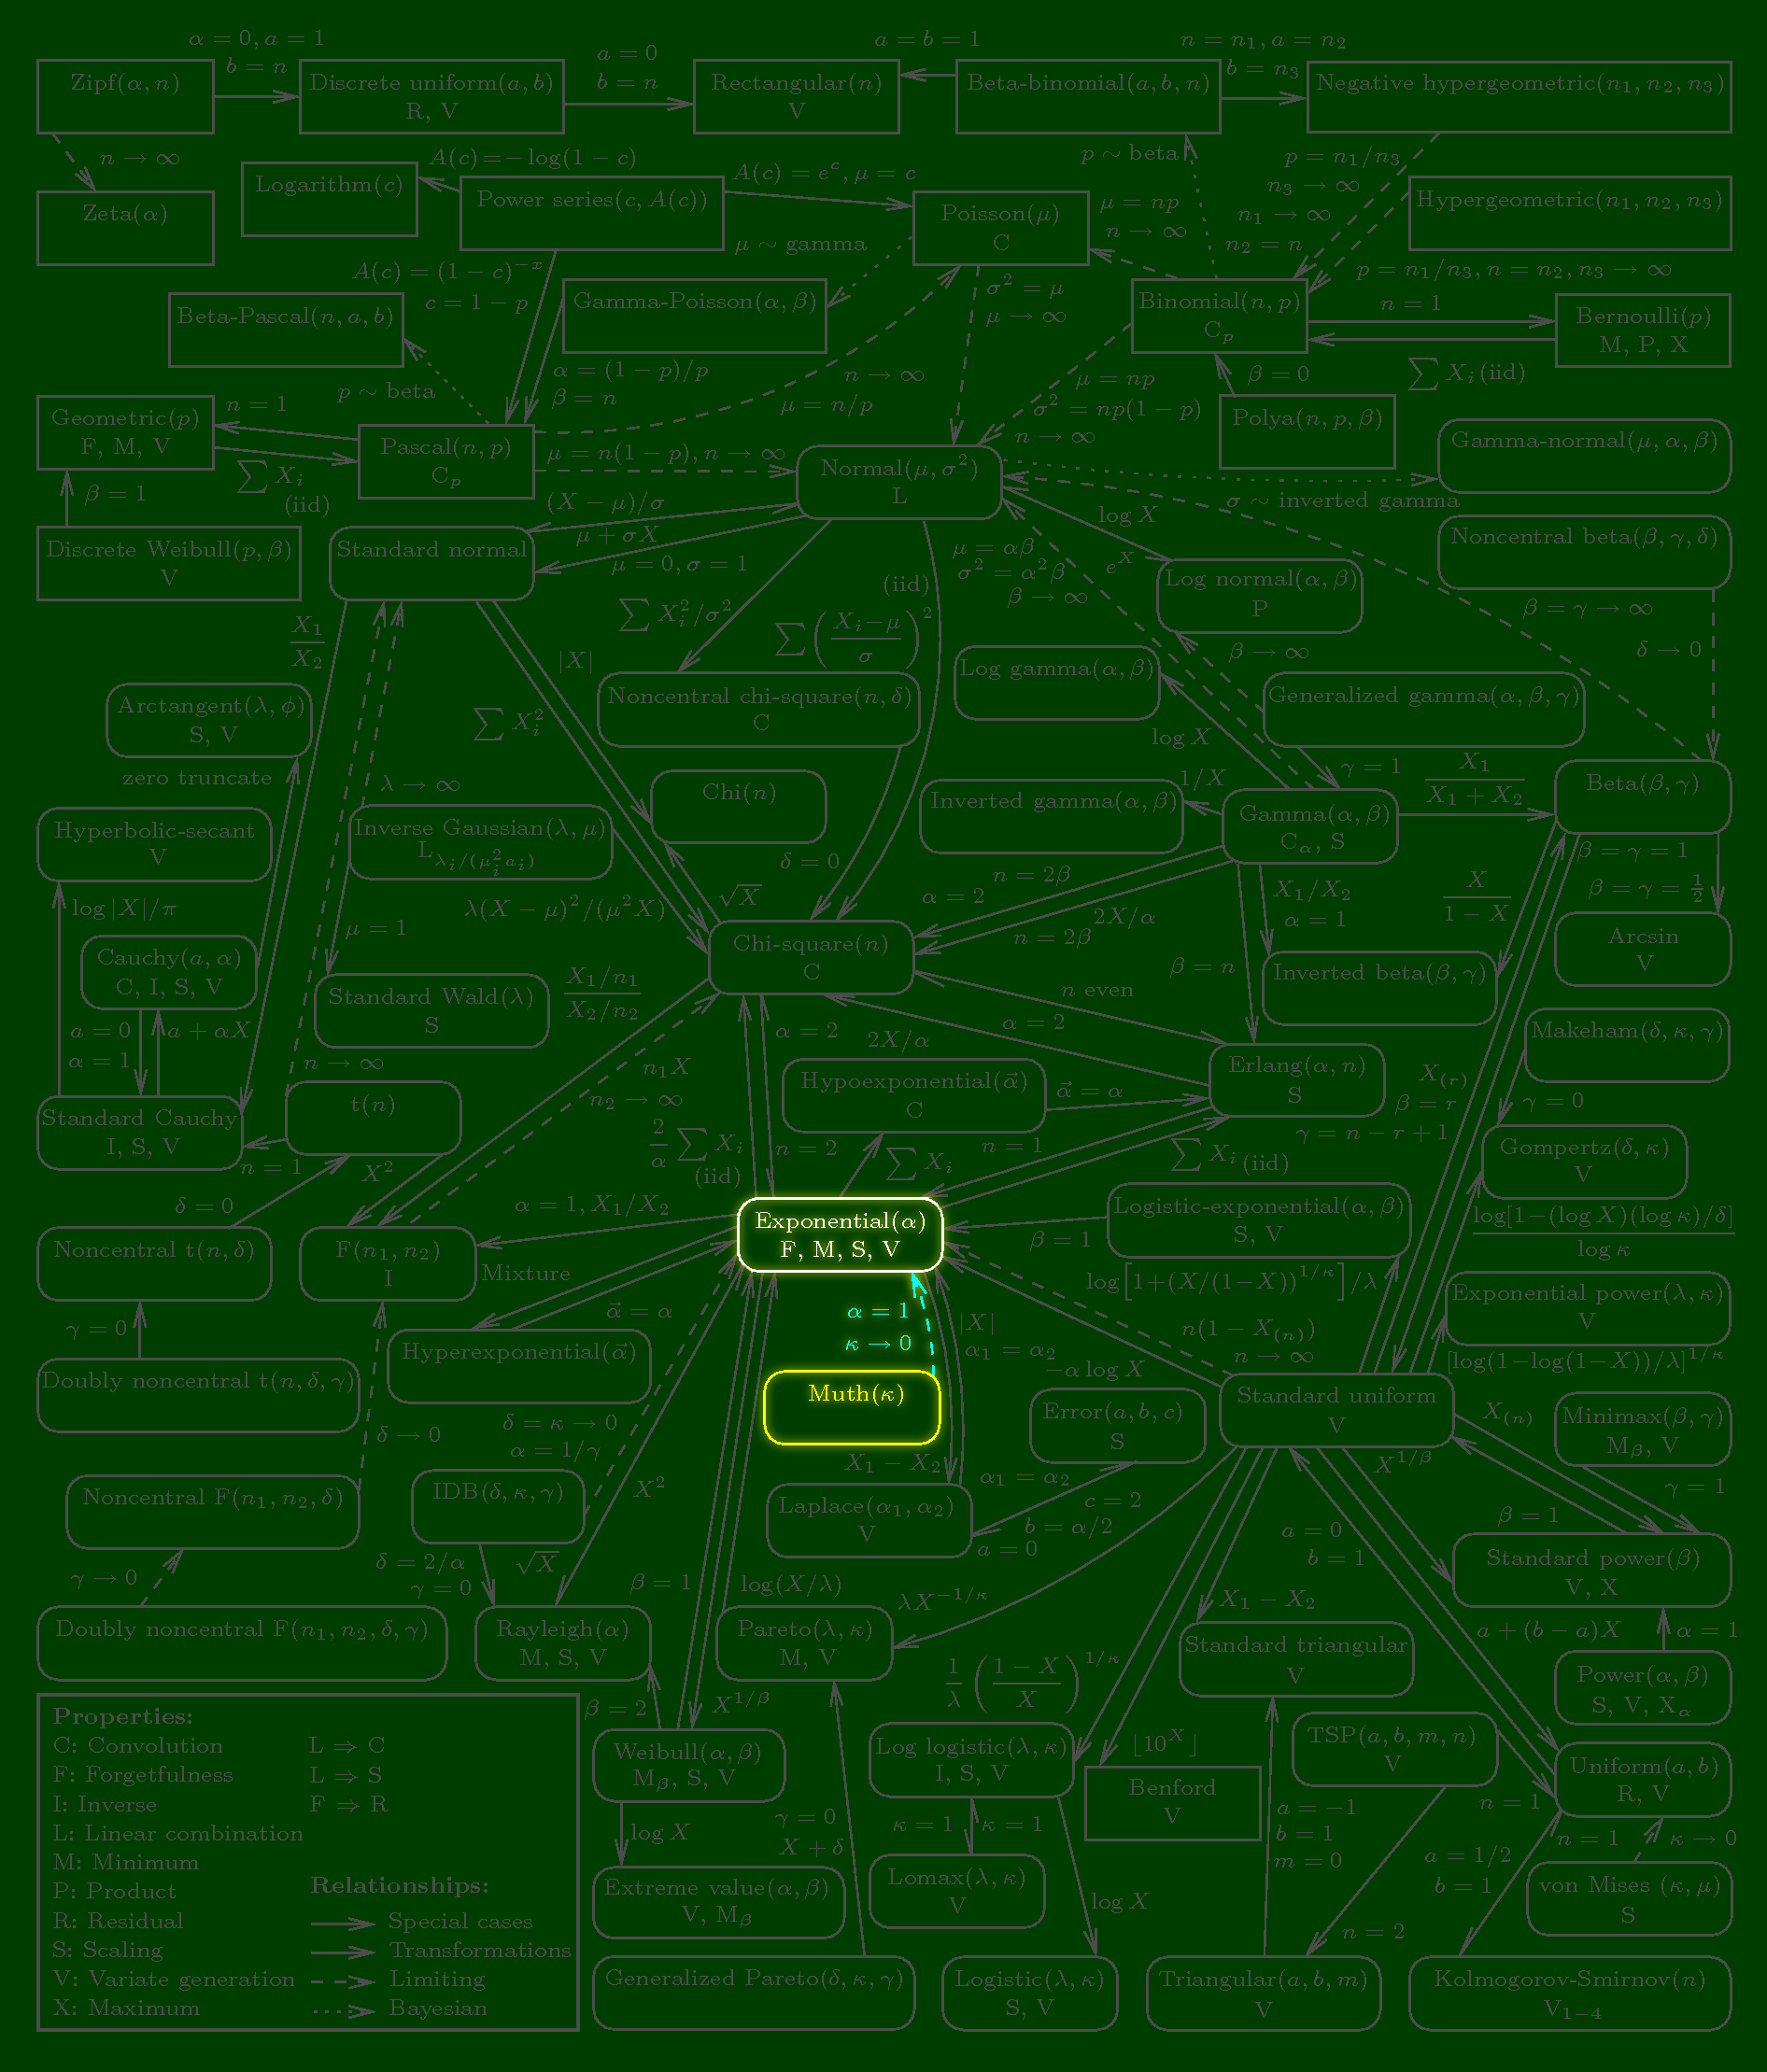 α = 0, a = 1
b = n
a = 0
b = n
a = b = 1
n = n₁, a = n₂
b = n₃
Zipf(α, n)
Discrete uniform(a, b)
R, V
Rectangular(n)
V
Beta-binomial(a, b, n)
Negative hypergeometric(n₁, n₂, n₃)
n → ∞
A(c) = − log(1 − c)
A(c) = eᶜ, μ = c
p ∼ beta
p = n₁/n₃
n₃ → ∞
n₁ → ∞
n₂ = n
Zeta(α)
Logarithm(c)
Power series(c, A(c))
Poisson(μ)
C
μ = np
n → ∞
Hypergeometric(n₁, n₂, n₃)
μ ∼ gamma
A(c) = (1 − c)⁻ˣ
c = 1 − p
p = n₁/n₃, n = n₂, n₃ → ∞
σ² = μ
μ → ∞
Beta-Pascal(n, a, b)
Gamma-Poisson(α, β)
Binomial(n, p)
Cₚ
n = 1
Bernoulli(p)
M, P, X
∑ Xᵢ (iid)
α = (1 − p)/p
β = n
n → ∞
μ = n/p
μ = np
σ² = np(1 − p)
n → ∞
β = 0
Polya(n, p, β)
p ∼ beta
Geometric(p)
F, M, V
n = 1
∑ Xᵢ
(iid)
Pascal(n, p)
Cₚ
μ = n(1 − p), n → ∞
Normal(μ, σ²)
L
Gamma-normal(μ, α, β)
σ ∼ inverted gamma
β = 1
Discrete Weibull(p, β)
V
Standard normal
(X − μ)/σ
μ + σX
μ = 0, σ = 1
log X
eˣ
μ = αβ
σ² = α²β
β → ∞
Log normal(α, β)
P
Noncentral beta(β, γ, δ)
β = γ → ∞
δ → 0
X₁
X₂
|X|
∑ Xᵢ²/σ²
(iid)
∑ ((Xᵢ−μ)/σ)²
Log gamma(α, β)
β → ∞
Generalized gamma(α, β, γ)
Arctangent(λ, φ)
S, V
zero truncate
∑ Xᵢ²
Noncentral chi-square(n, δ)
C
log X
γ = 1
X₁
X₁ + X₂
Beta(β, γ)
λ → ∞
Chi(n)
1/X
Inverted gamma(α, β)
Gamma(α, β)
C_α, S
Hyperbolic-secant
V
Inverse Gaussian(λ, μ)
L_{λᵢ/(μᵢ²aᵢ)}
δ = 0
n = 2β
α = 2
2X/α
n = 2β
X₁/X₂
α = 1
X
1 − X
β = γ = 1
β = γ = ½
Arcsin
V
log |X|/π
λ(X − μ)²/(μ²X)
√X
μ = 1
Cauchy(a, α)
C, I, S, V
Standard Wald(λ)
S
X₁/n₁
X₂/n₂
Chi-square(n)
C
β = n
Inverted beta(β, γ)
n even
α = 2
a = 0
α = 1
a + αX
n → ∞
α = 2
2X/α
Makeham(δ, κ, γ)
n₁X
n₂ → ∞
Hypoexponential(α⃗)
C
α⃗ = α
Erlang(α, n)
S
X₍ᵣ₎
β = r
γ = n − r + 1
γ = 0
Standard Cauchy
I, S, V
t(n)
n = 1
X²
2
α
∑ Xᵢ
(iid)
n = 2
∑ Xᵢ
n = 1
∑ Xᵢ (iid)
Gompertz(δ, κ)
V
δ = 0
α = 1, X₁/X₂
Exponential(α)
F, M, S, V
Logistic-exponential(α, β)
S, V
β = 1
log[1−(log X)(log κ)/δ]
log κ
Noncentral t(n, δ)
F(n₁, n₂)
I
Mixture
α⃗ = α
log[1+(X/(1−X))^{1/κ}]/λ
Exponential power(λ, κ)
V
γ = 0
α = 1
κ → 0
|X|
α₁ = α₂
n(1 − X₍ₙ₎)
n → ∞
−α log X
[log(1−log(1−X))/λ]^{1/κ}
Doubly noncentral t(n, δ, γ)
Hyperexponential(α⃗)
Muth(κ)
Error(a, b, c)
S
Standard uniform
V
X₍ₙ₎
Minimax(β, γ)
M_β, V
δ → 0
δ = κ → 0
α = 1/γ
X₁ − X₂
α₁ = α₂
X^{1/β}
γ = 1
Noncentral F(n₁, n₂, δ)
IDB(δ, κ, γ)
X²
Laplace(α₁, α₂)
V
c = 2
b = α/2
a = 0
a = 0
b = 1
β = 1
Standard power(β)
V, X
γ → 0
δ = 2/α
γ = 0
√X
β = 1
log(X/λ)
λX^{−1/κ}
X₁ − X₂
a + (b − a)X
α = 1
Doubly noncentral F(n₁, n₂, δ, γ)
Rayleigh(α)
M, S, V
Pareto(λ, κ)
M, V
Standard triangular
V
Power(α, β)
S, V, X_α
1/λ ((1 − X)/X)^{1/κ}
β = 2
X^{1/β}
Weibull(α, β)
M_β, S, V
Log logistic(λ, κ)
I, S, V
⌊10ˣ⌋
Benford
V
TSP(a, b, m, n)
V
Uniform(a, b)
R, V
log X
γ = 0
X + δ
κ = 1
κ = 1
a = −1
b = 1
m = 0
n = 1
a = 1/2
b = 1
n = 1
κ → 0
Extreme value(α, β)
V, M_β
Lomax(λ, κ)
V
log X
n = 2
von Mises (κ, μ)
S
Generalized Pareto(δ, κ, γ)
Logistic(λ, κ)
S, V
Triangular(a, b, m)
V
Kolmogorov-Smirnov(n)
V₁₋₄
Properties:
C: Convolution L ⇒ C
F: Forgetfulness L ⇒ S
I: Inverse F ⇒ R
L: Linear combination
M: Minimum
P: Product Relationships:
R: Residual Special cases
S: Scaling Transformations
V: Variate generation Limiting
X: Maximum Bayesian